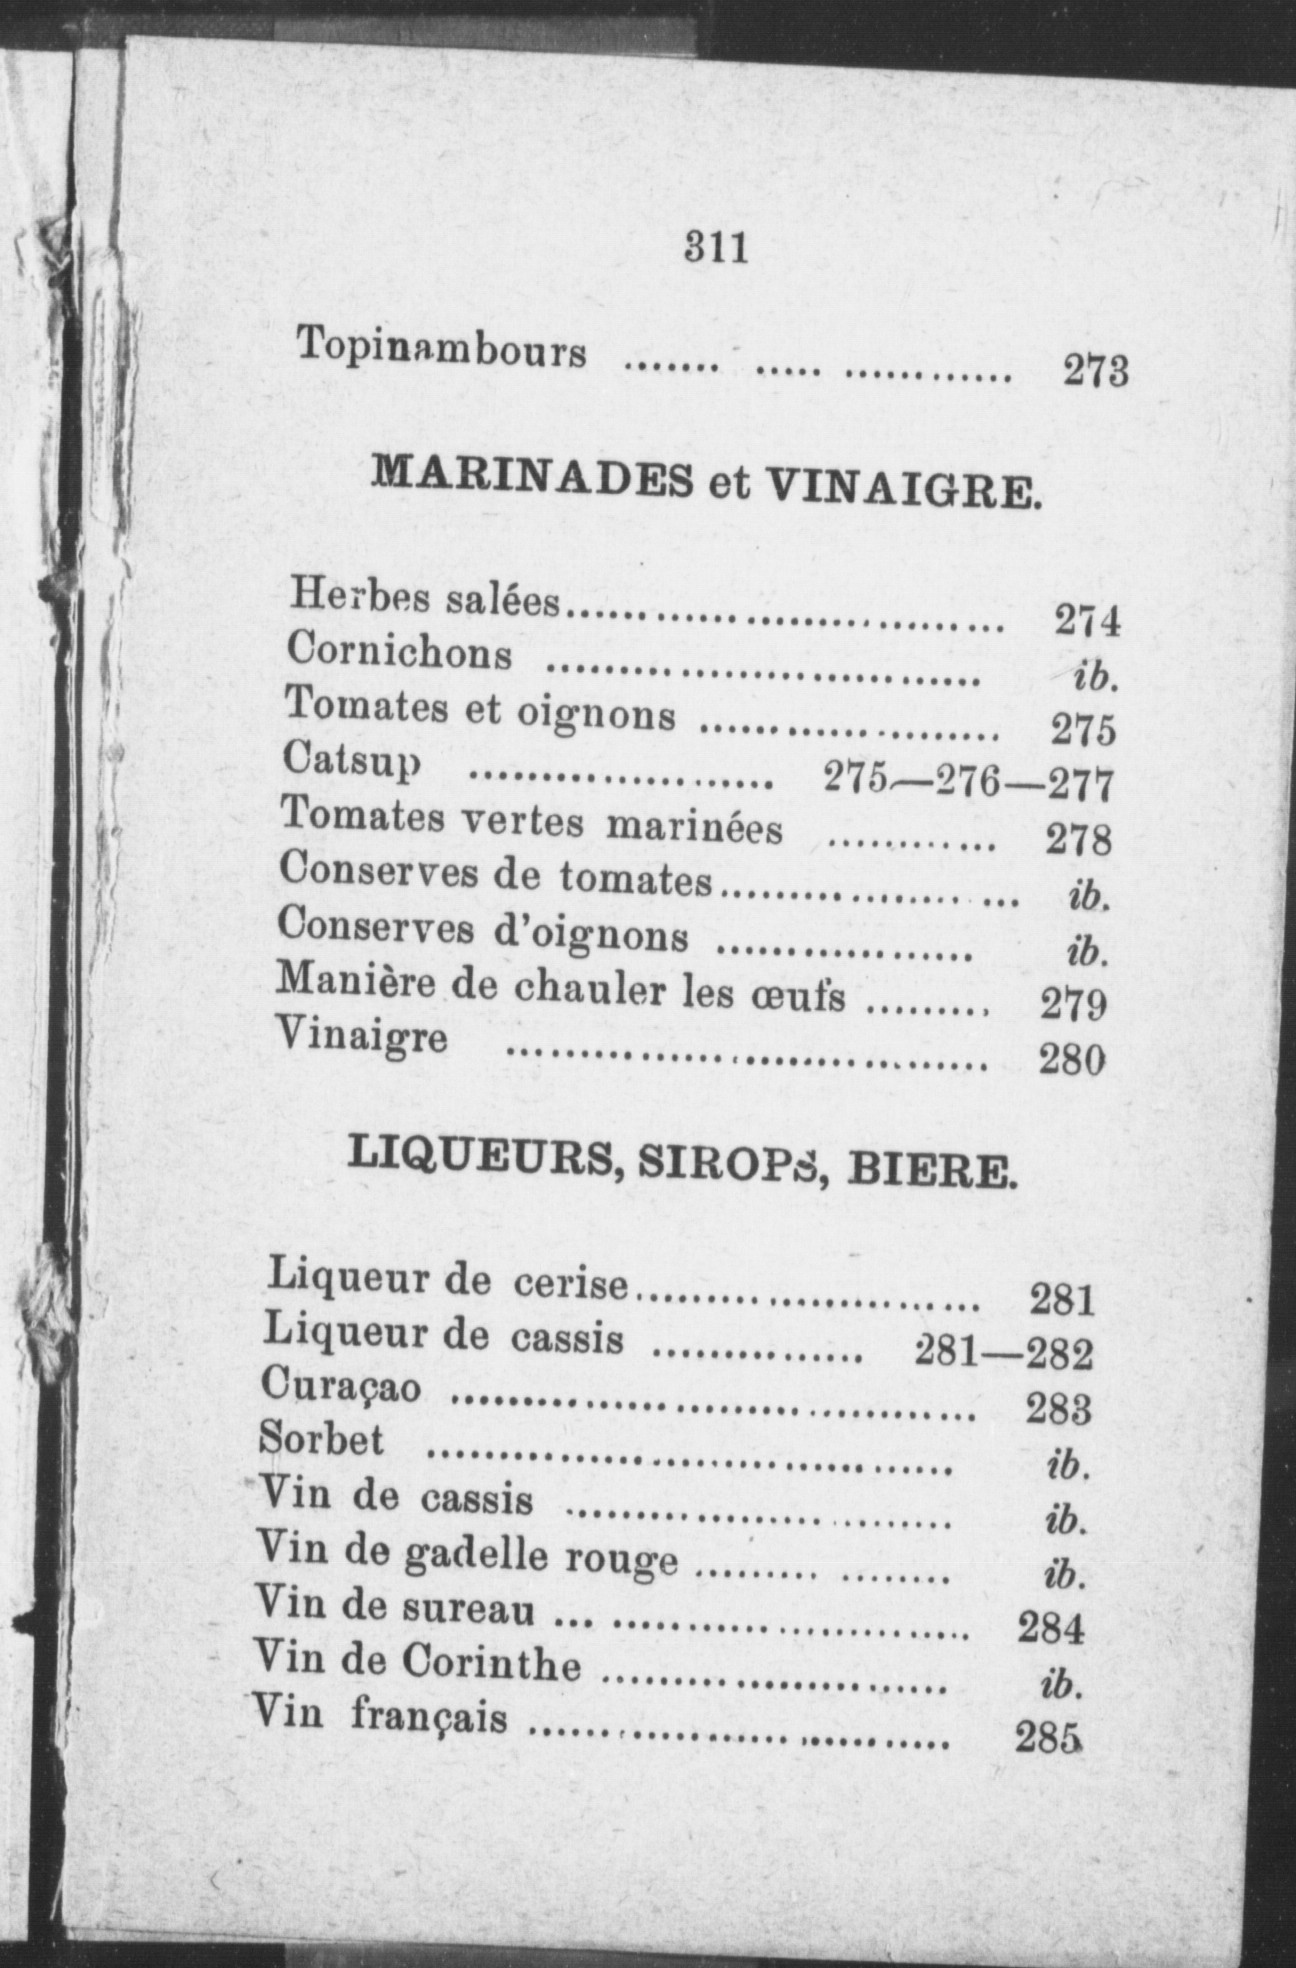 311
Topinambours ....... ..... ............ 273
MARINADES et VINAIGRE.
Herbes salées.............................. 274
Cornichons .............................. ib.
Tomates et oignons ..................... 275
Catsup ..................... 275—276—277
Tomates vertes marinées ............ 278
Conserves de tomates.................... ib.
Conserves d'oignons .................. ib.
Manière de chauler les œufs ......... 279
Vinaigre ................................. 280
LIQUEURS, SIROPS, BIERE.
Liqueur de cerise........................ 281
Liqueur de cassis ............... 281—282
Curaçao .................................... 283
Sorbet .................................... ib.
Vin de cassis .......................... ib.
Vin de gadelle rouge ......... ........ ib.
Vin de sureau ... ........................ 284
Vin de Corinthe ........................ ib.
Vin français ............................. 285